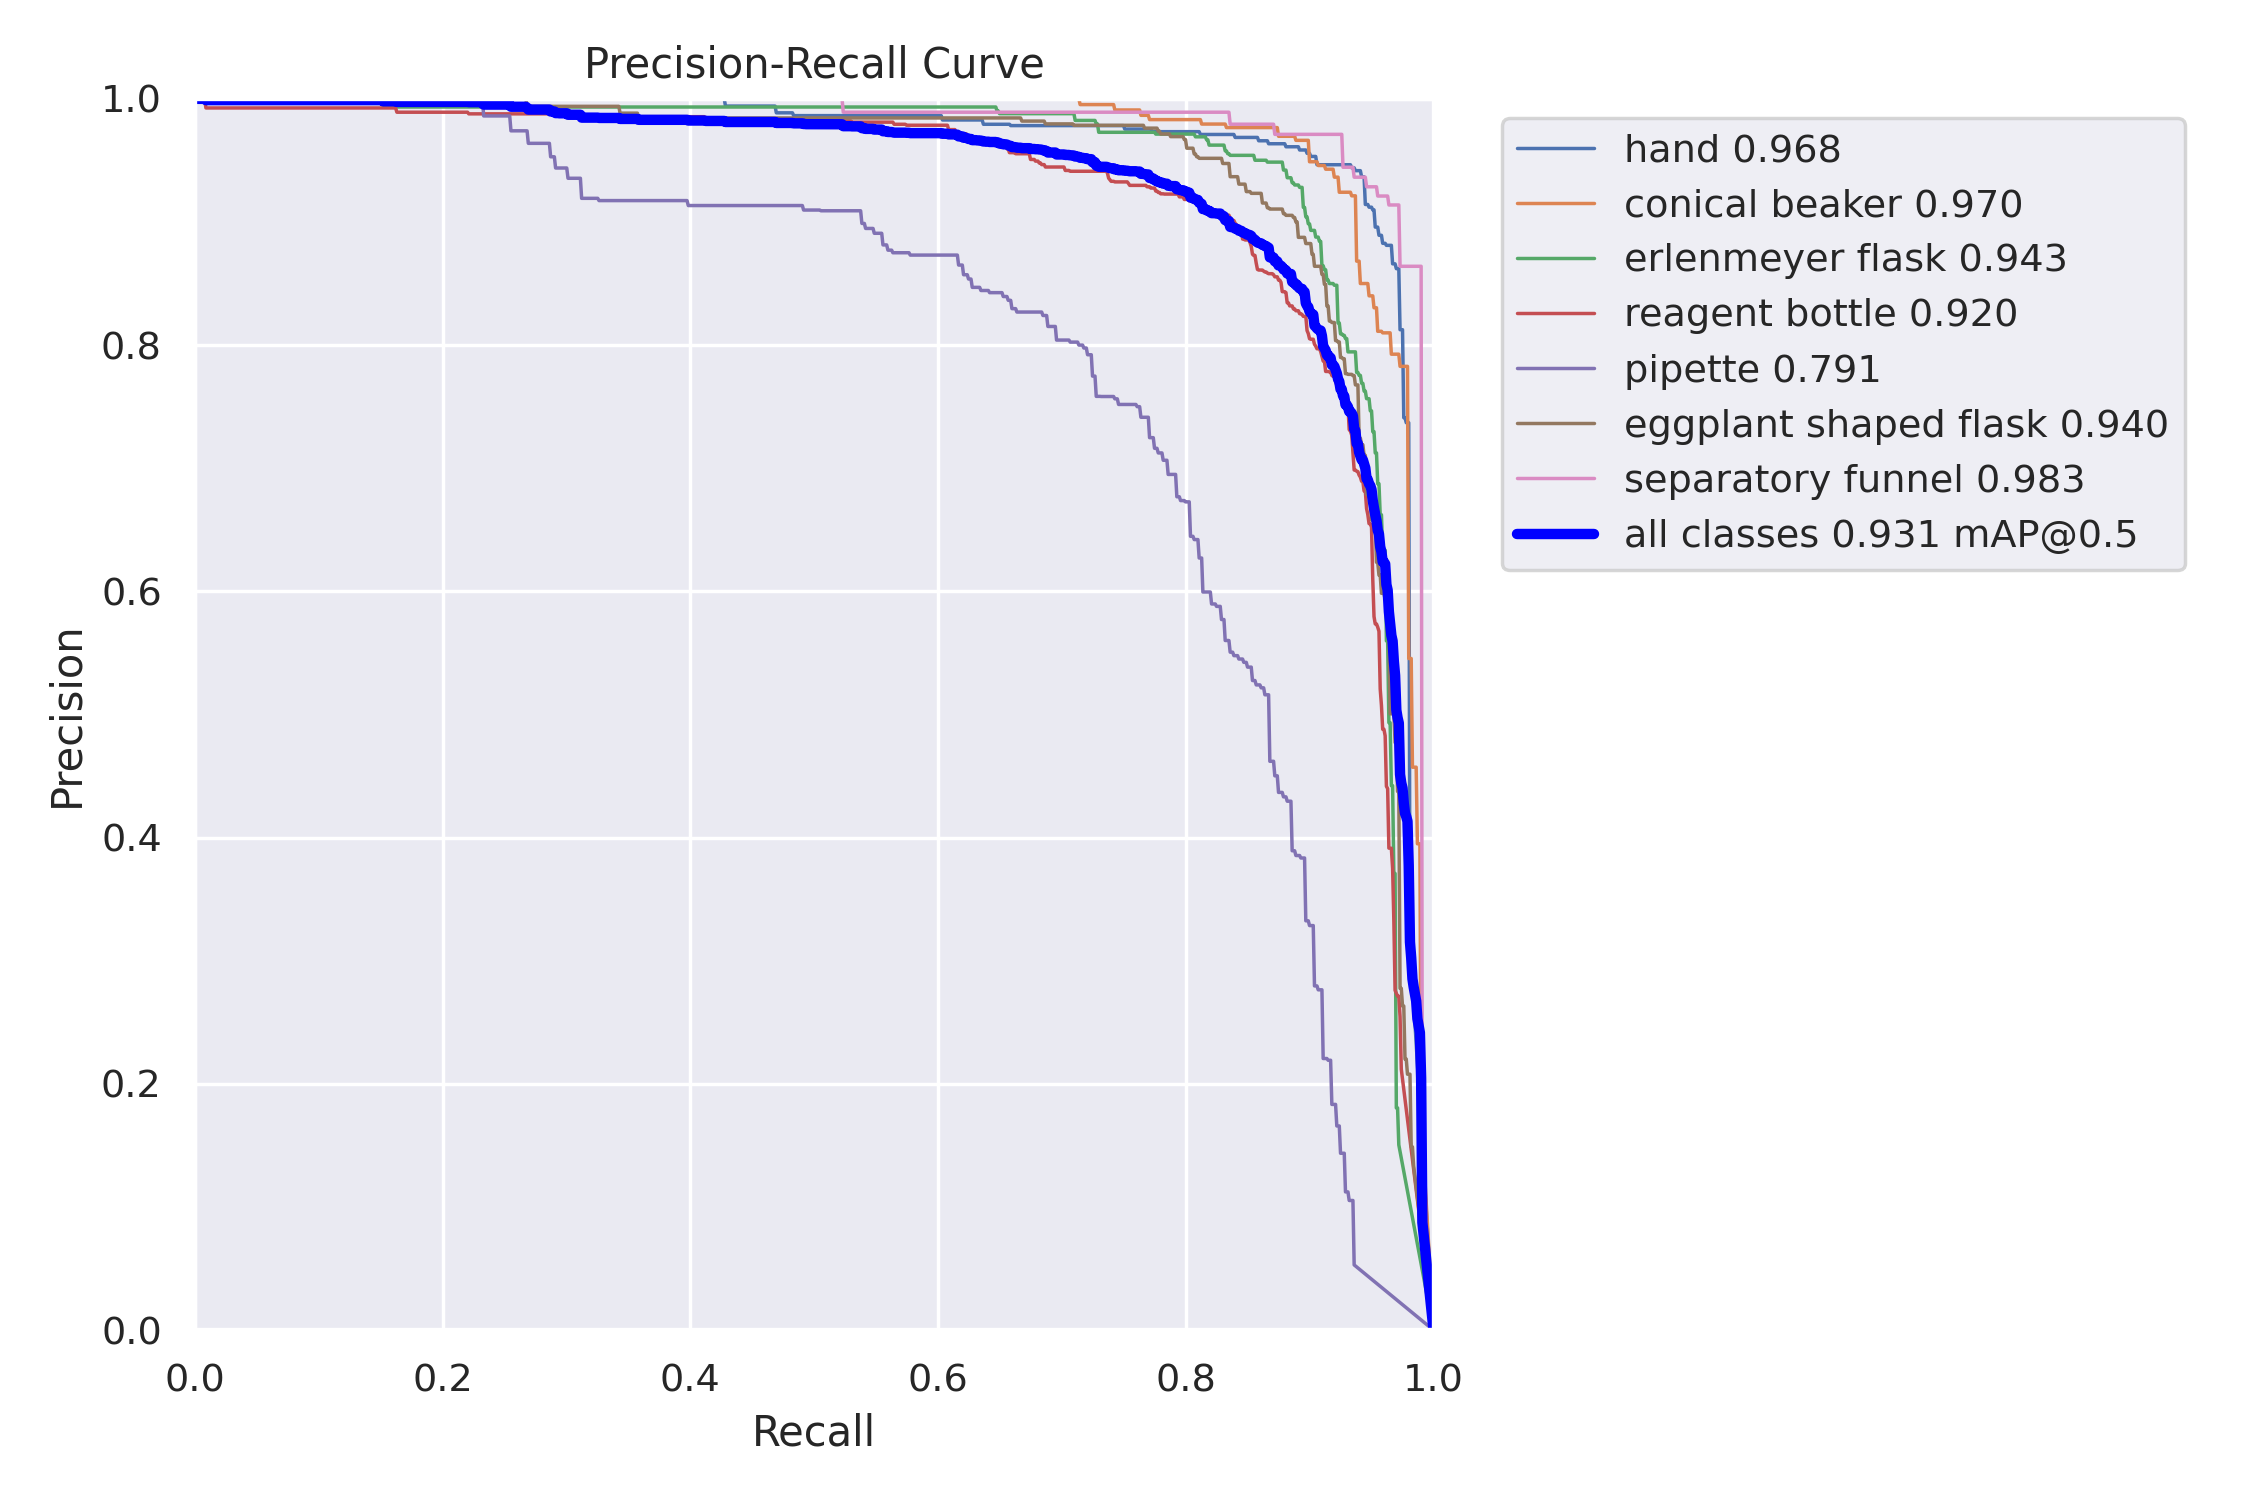 Precision-Recall Curve
1.0
0.8
0.6
0.4
0.2
0.0
Precision
0.0 0.2 0.4 0.6 0.8 1.0
Recall
hand 0.968
conical beaker 0.970
erlenmeyer flask 0.943
reagent bottle 0.920
pipette 0.791
eggplant shaped flask 0.940
separatory funnel 0.983
all classes 0.931 mAP@0.5